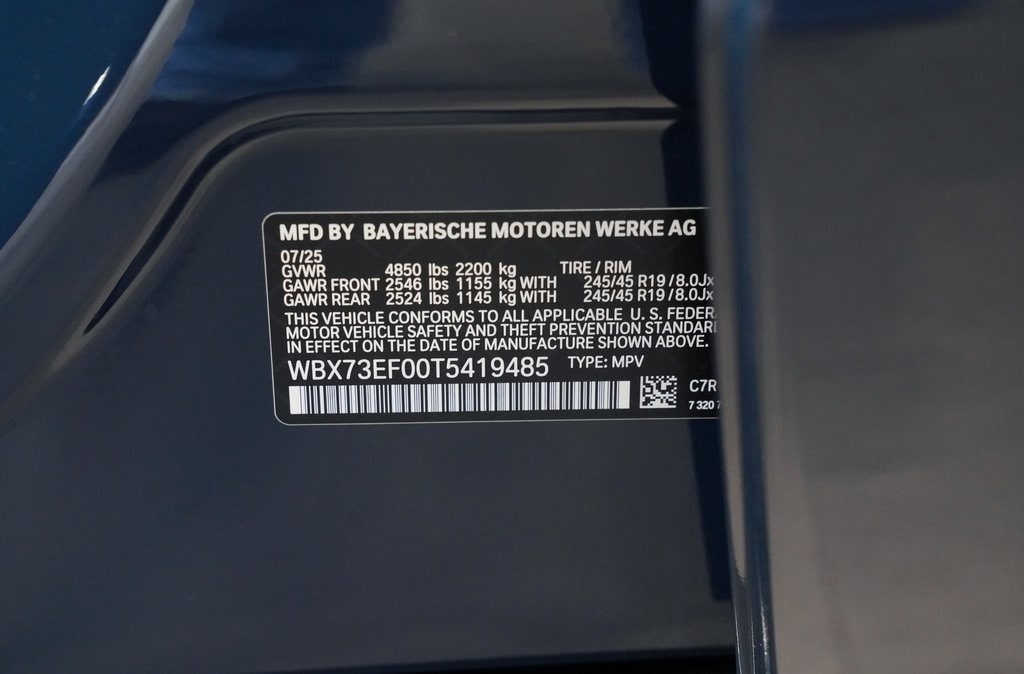 MFD BY BAYERISCHE MOTOREN WERKE AG
07/25
GVWR 4850 lbs 2200 kg TIRE / RIM
GAWR FRONT 2546 lbs 1155 kg WITH 245/45 R19 / 8.0Jx
GAWR REAR 2524 lbs 1145 kg WITH 245/45 R19 / 8.0Jx
THIS VEHICLE CONFORMS TO ALL APPLICABLE U. S. FEDER
MOTOR VEHICLE SAFETY AND THEFT PREVENTION STANDAR
IN EFFECT ON THE DATE OF MANUFACTURE SHOWN ABOVE.
WBX73EF00T5419485 TYPE: MPV
C7R
7 320 7